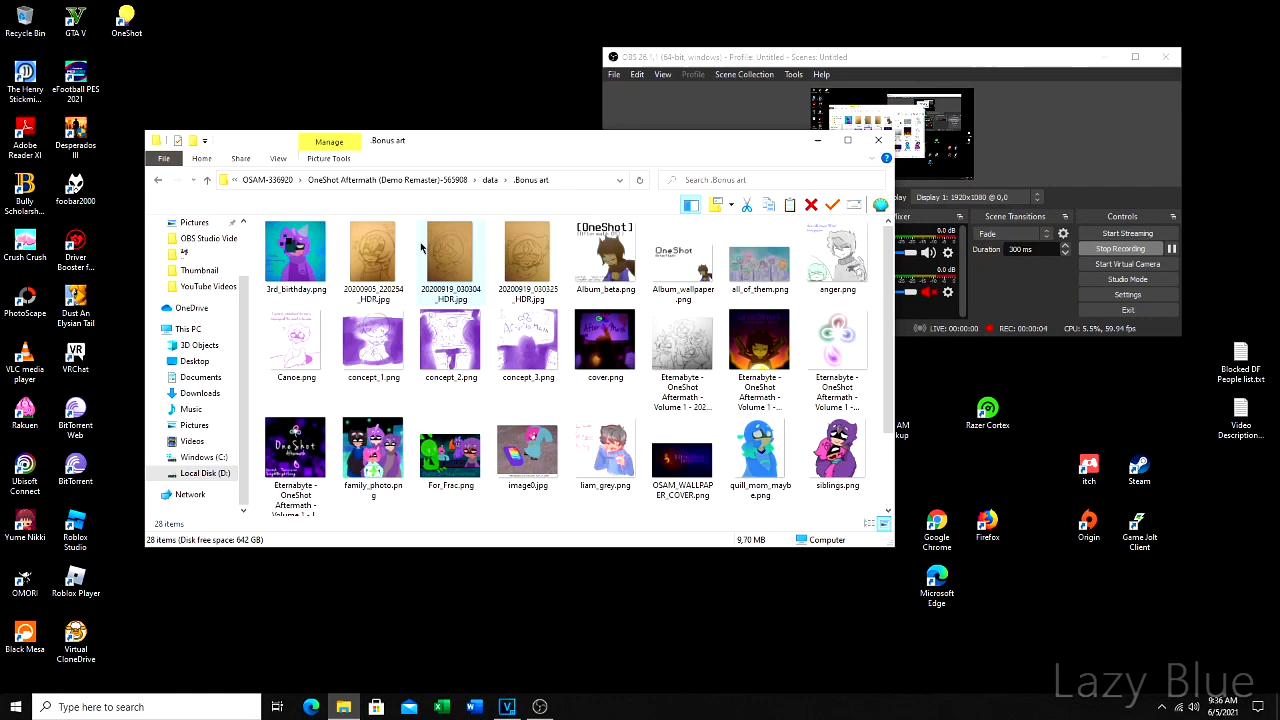 Recycle Bin
GTA V
OneShot
The Henry Stickmi...
eFootball PES 2021
Adobe Reader XI
Desperados III
Bully Scholarsh...
foobar2000
Crush-Crush
Driver Booster f...
PhotoScape
Dust An Elysian Tail
VLC media player
VRChat
Rakuen
BitTorrent Web
Ubisoft Connect
BitTorrent
Yume Nikki
Roblox Studio
OMORI
Roblox Player
Black Mesa
Virtual CloneDrive
OBS 26.1.1 (64-bit, windows) - Profile: Untitled - Scenes: Untitled
File Edit View Profile Scene Collection Tools Help
Display 1: 1920x1080 @ 0,0
Scene Transitions
Controls
Fade
Duration 300 ms
0.0 dB
0.0 dB
Start Streaming
Stop Recording
Start Virtual Camera
Studio Mode
Settings
Exit
LIVE: 00:00:00 REC: 00:00:04 CPU: 5.5%, 59.94 fps
Manage
.Bonus art
File Home Share View Picture Tools
« OSAM-336920 > OneShot Aftermath (Demo Remaster)-565908 > data > .Bonus art
Search .Bonus art
Pictures
OBS Studio Vide
Thumbnail
YouTube Videos
OneDrive
This PC
3D Objects
Desktop
Documents
Downloads
Music
Pictures
Videos
Windows (C:)
Local Disk (D:)
Network
3rd_birthday.png
20200905_220254_HDR.jpg
20200919_030304_HDR.jpg
20200919_030325_HDR.jpg
[OneShot]
Album_beta.png
OneShot
Album_wallpaper.png
all_of_them.png
anger.png
Canoe.png
concept_1.png
concept_2.png
concept_3.png
cover.png
Eternabyte - OneShot Aftermath - Volume 1 - 202...
Eternabyte - OneShot Aftermath - Volume 1 -...
Eternabyte - OneShot Aftermath - Volume 1 -...
OneShot
Eternabyte - OneShot Aftermath -
family_photo.png
For_Frac.png
image0.jpg
liam_grey.png
OSAM_WALLPAPER_COVER.png
quill_mom_maybe.png
siblings.png
28 items
28 items (Disk free space: 642 GB)
9,70 MB
Computer
Blocked DF People list.txt
Razer Cortex
Video Description...
itch
Steam
Google Chrome
Firefox
Origin
Game Jolt Client
Microsoft Edge
Lazy Blue
Type here to search
9:36 AM
6/5/2021